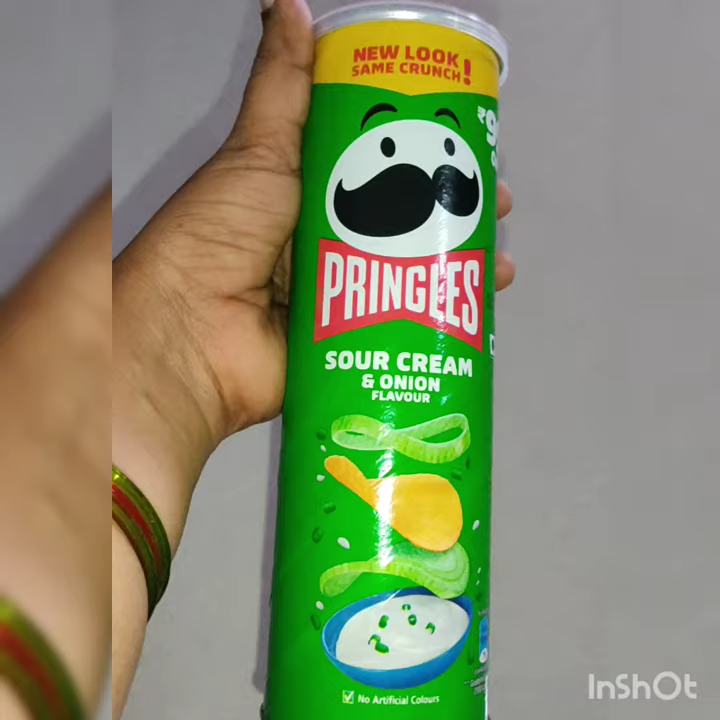 NEW LOOK
SAME CRUNCH!
PRINGLES
SOUR CREAM
& ONION
FLAVOUR
No Artificial Colours
InShOt